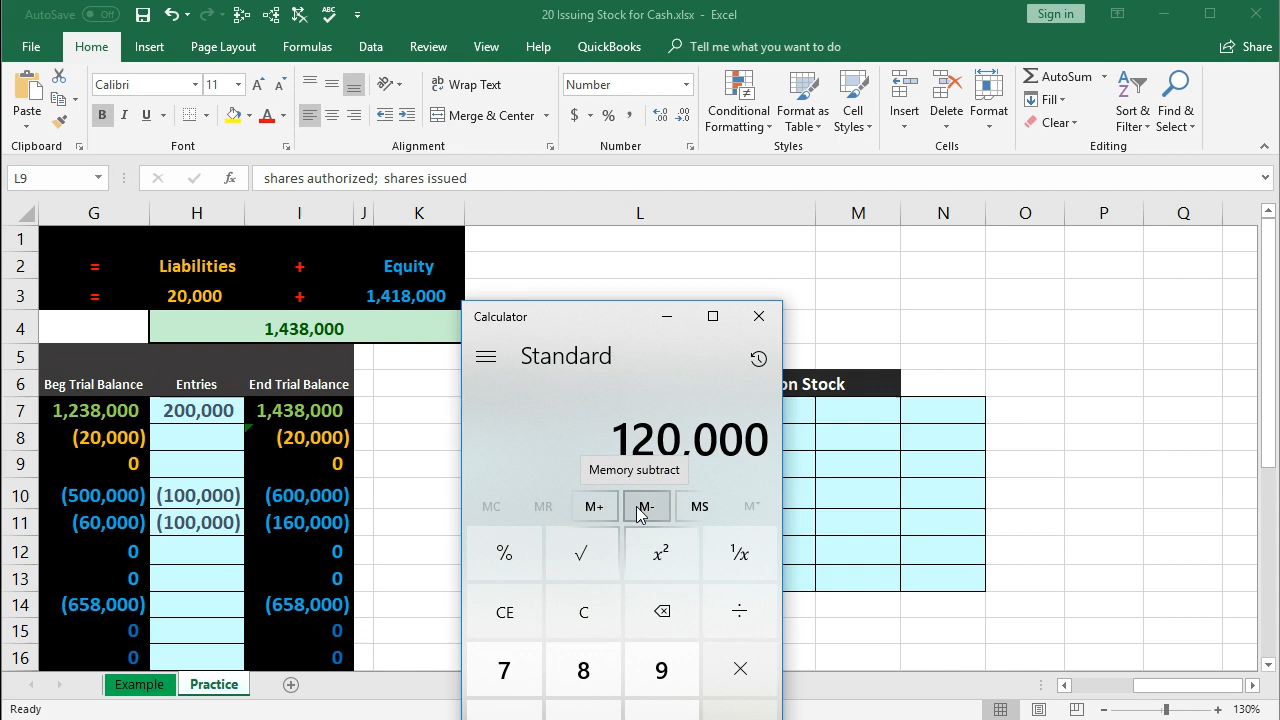 AutoSave Off 20 Issuing Stock for Cash.xlsx - Excel Sign in
File Home Insert Page Layout Formulas Data Review View Help QuickBooks Tell me what you want to do Share
Paste Calibri 11 Wrap Text Number Conditional Formatting Format as Table Cell Styles Insert Delete Format AutoSum Sort & Filter Find & Select
B I U Merge & Center $ % , Fill
Clear
Clipboard Font Alignment Number Styles Cells Editing
L9 fx shares authorized; shares issued
G H I J K L M N O P Q
1
2 = Liabilities + Equity
3 = 20,000 + 1,418,000
4 1,438,000
5
6 Beg Trial Balance Entries End Trial Balance on Stock
7 1,238,000 200,000 1,438,000
8 (20,000) (20,000)
9 0 0
10 (500,000) (100,000) (600,000)
11 (60,000) (100,000) (160,000)
12 0 0
13 0 0
14 (658,000) (658,000)
15 0 0
16 0 0
Calculator
Standard
120,000
Memory subtract
MC MR M+ M- MS M
% √ x² ¹/x
CE C ÷
7 8 9 ×
Example Practice
Ready 130%